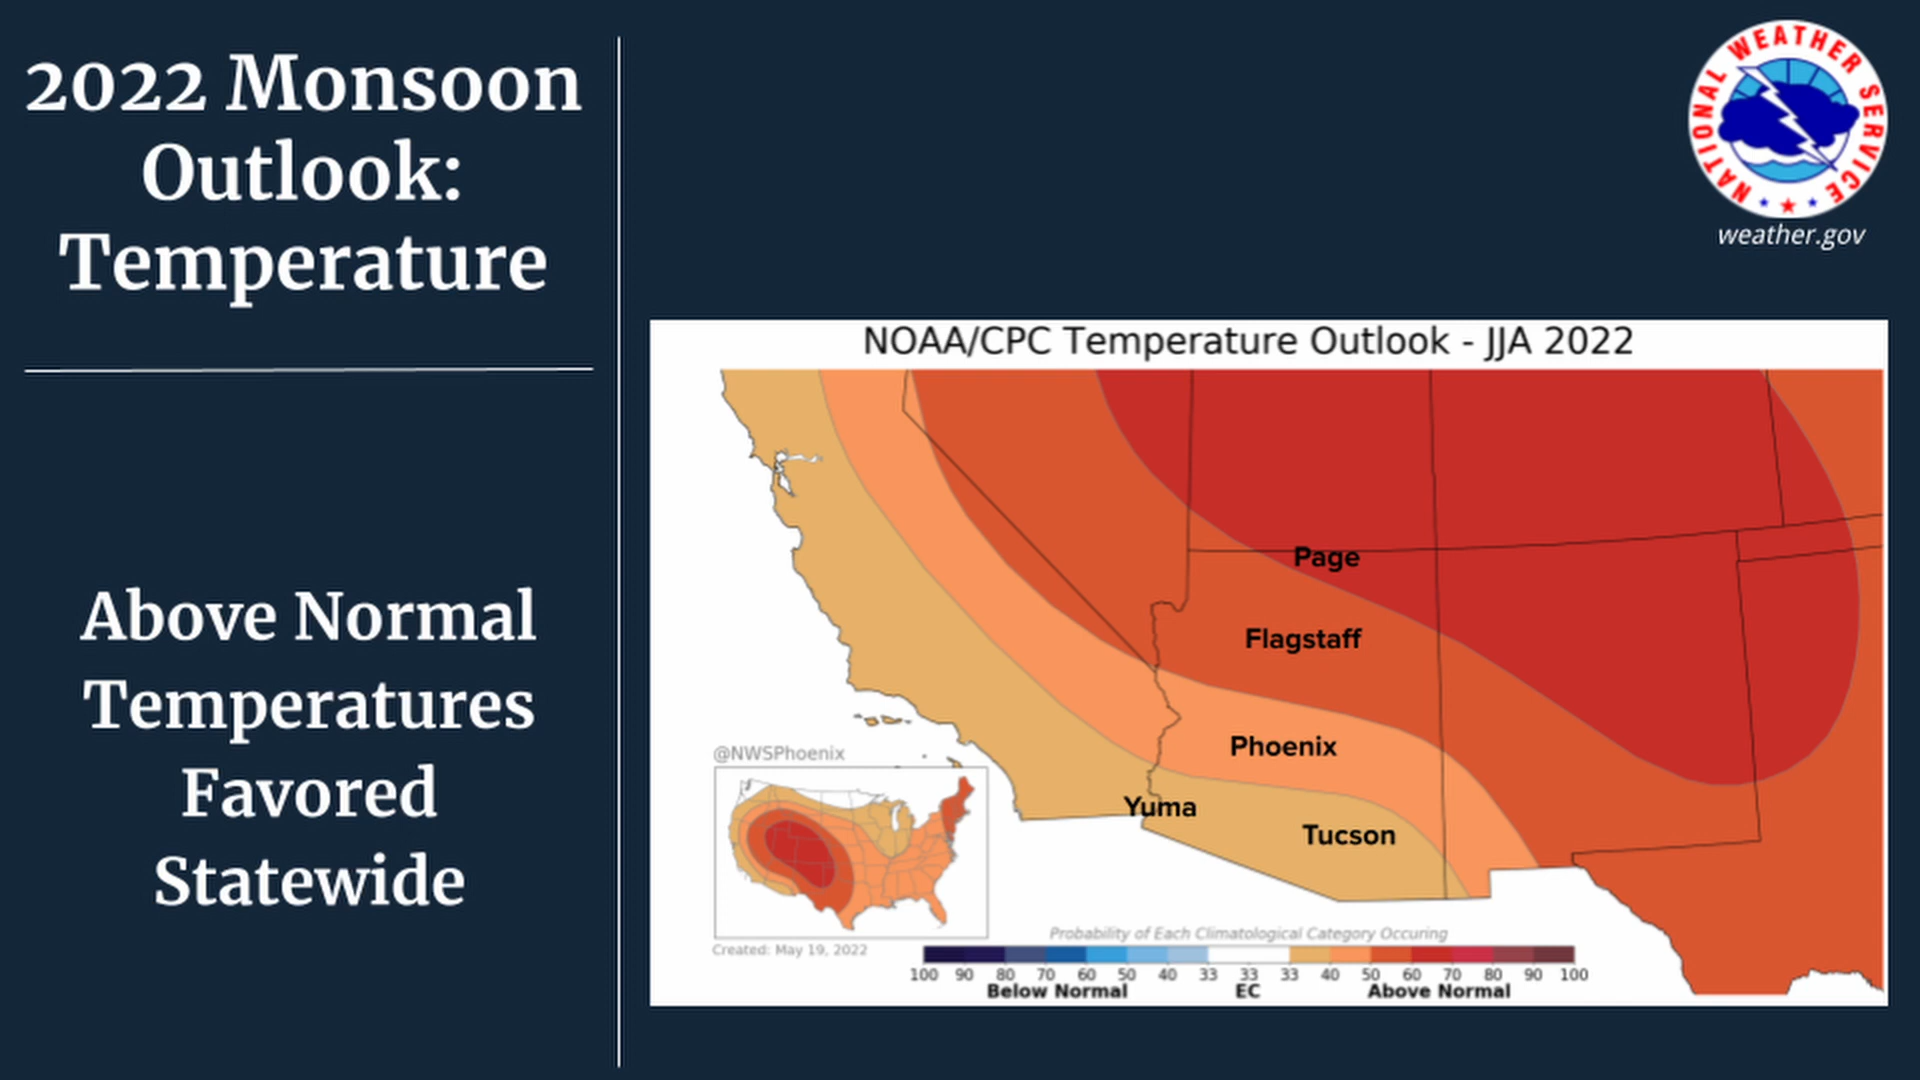 2022 Monsoon
Outlook:
Temperature
Above Normal
Temperatures
Favored
Statewide
NATIONAL WEATHER SERVICE
weather.gov
NOAA/CPC Temperature Outlook - JJA 2022
Page
Flagstaff
Phoenix
Yuma
Tucson
@NWSPhoenix
Created: May 19, 2022
Probability of Each Climatological Category Occuring
100 90 80 70 60 50 40 33 33 33 40 50 60 70 80 90 100
Below Normal EC Above Normal